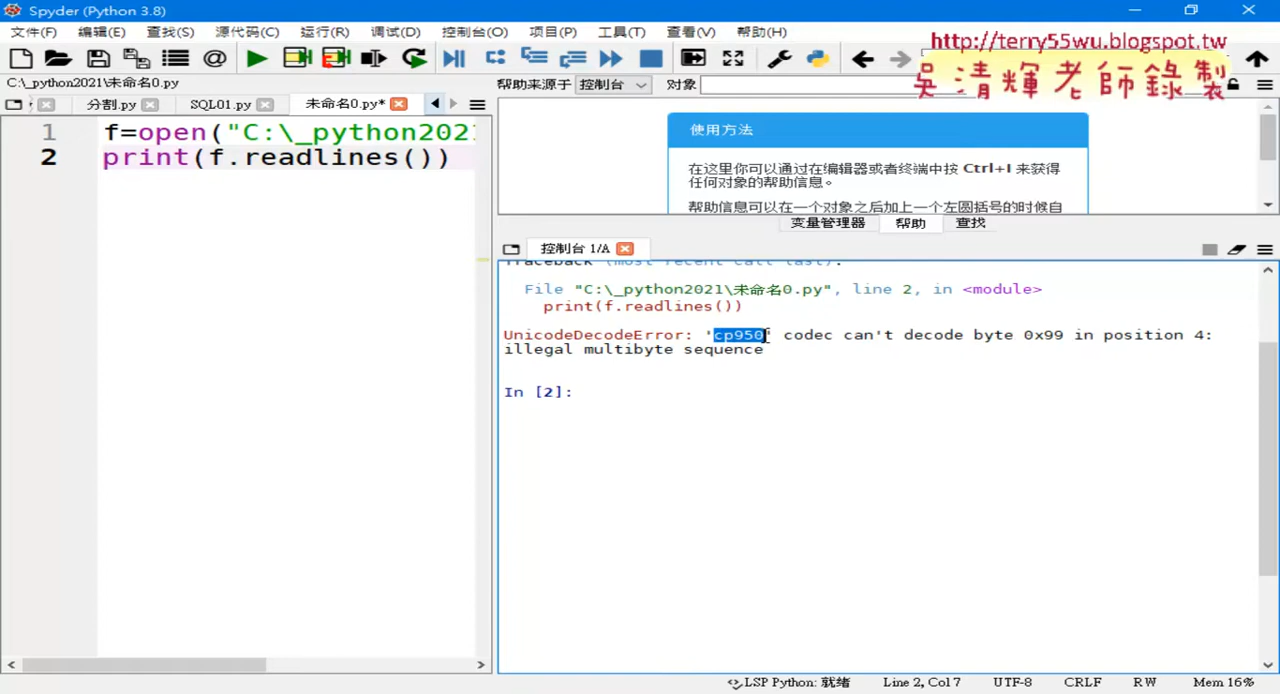 Spyder (Python 3.8)
文件(F) 编辑(E) 查找(S) 源代码(C) 运行(R) 调试(D) 控制台(O) 项目(P) 工具(T) 查看(V) 帮助(H)
http://terry55wu.blogspot.tw
吳清輝老師錄製
C:\_python2021\未命名0.py
帮助来源于 控制台 对象
分割.py SQL01.py 未命名0.py*
1 f=open("C:\_python202
2 print(f.readlines())
使用方法
在这里你可以通过在编辑器或者终端中按 Ctrl+I 来获得
任何对象的帮助信息。
帮助信息可以在一个对象之后加上一个左圆括号的时候自
变量管理器 帮助 查找
控制台 1/A
Traceback (most recent call last):
File "C:\_python2021\未命名0.py", line 2, in <module>
print(f.readlines())
UnicodeDecodeError: 'cp950' codec can't decode byte 0x99 in position 4:
illegal multibyte sequence
In [2]:
LSP Python: 就绪 Line 2, Col 7 UTF-8 CRLF RW Mem 16%